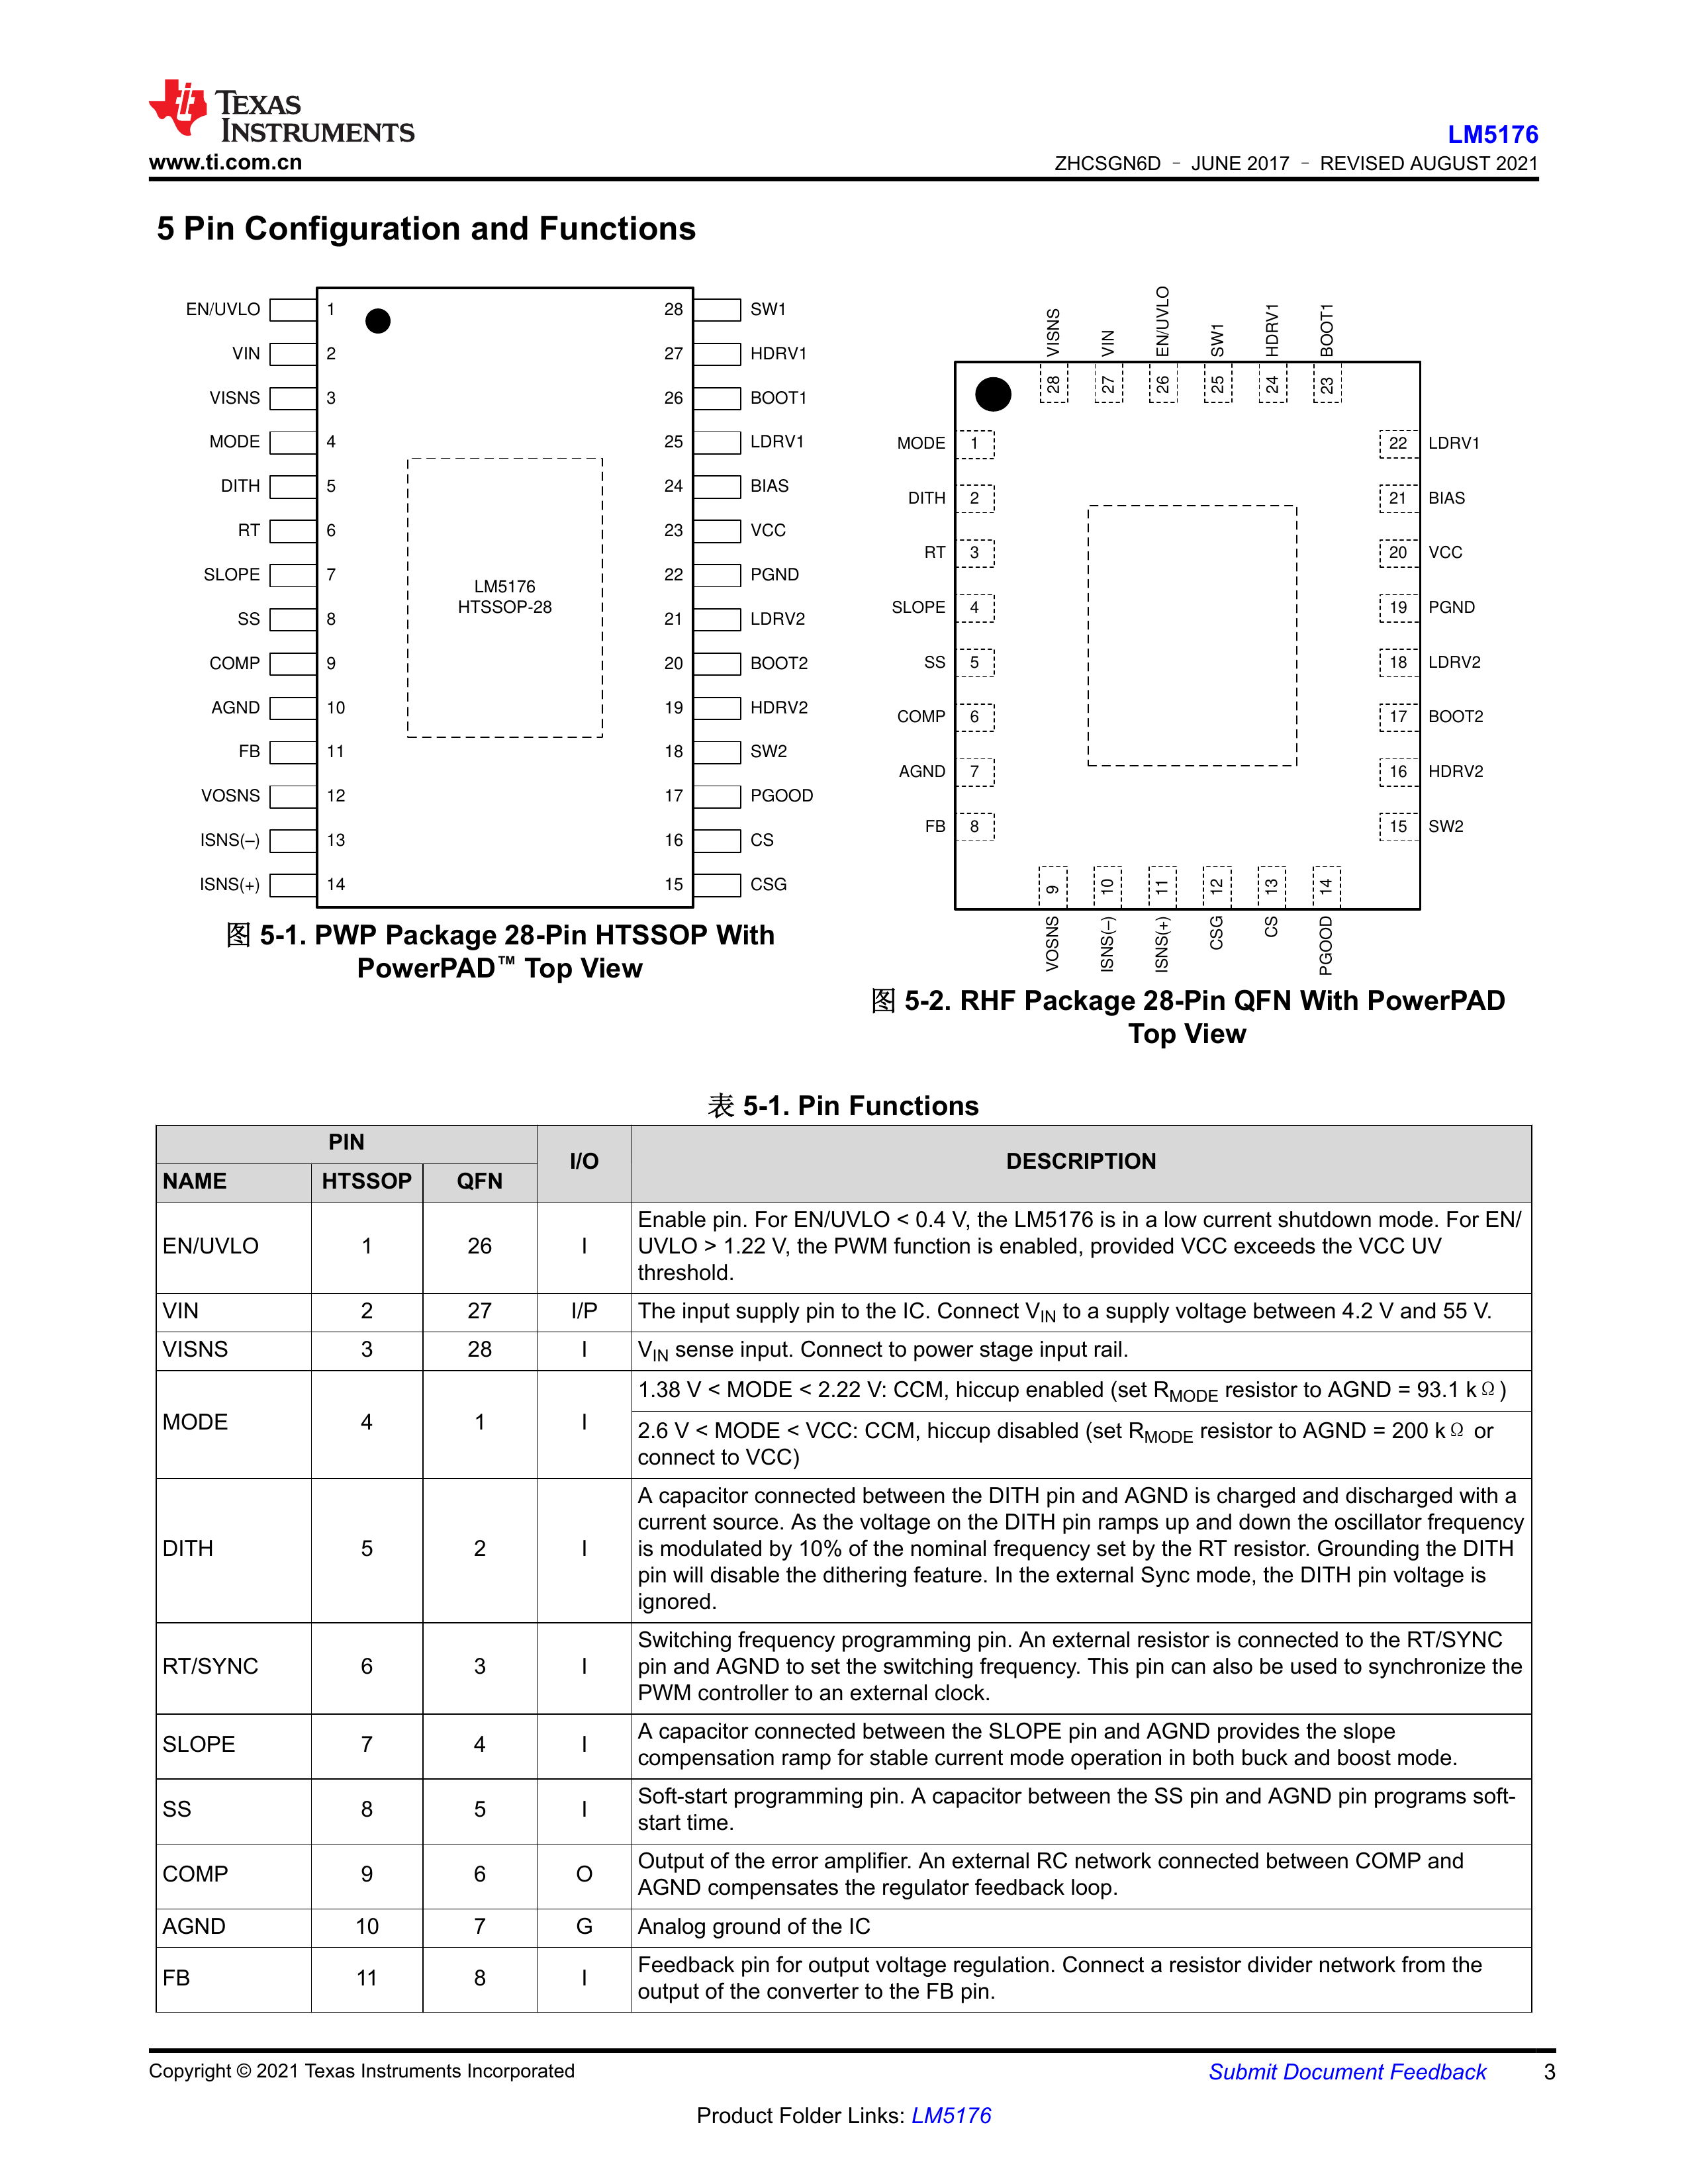 TEXAS
INSTRUMENTS
www.ti.com.cn
LM5176
ZHCSGN6D – JUNE 2017 – REVISED AUGUST 2021
5 Pin Configuration and Functions
EN/UVLO 1 28 SW1
VIN 2 27 HDRV1
VISNS 3 26 BOOT1
MODE 4 25 LDRV1
DITH 5 24 BIAS
RT 6 23 VCC
SLOPE 7 22 PGND
SS 8 21 LDRV2
COMP 9 20 BOOT2
AGND 10 19 HDRV2
FB 11 18 SW2
VOSNS 12 17 PGOOD
ISNS(–) 13 16 CS
ISNS(+) 14 15 CSG
LM5176
HTSSOP-28
图 5-1. PWP Package 28-Pin HTSSOP With
PowerPAD™ Top View
VISNS VIN EN/UVLO SW1 HDRV1 BOOT1
28 27 26 25 24 23
MODE 1 22 LDRV1
DITH 2 21 BIAS
RT 3 20 VCC
SLOPE 4 19 PGND
SS 5 18 LDRV2
COMP 6 17 BOOT2
AGND 7 16 HDRV2
FB 8 15 SW2
9 10 11 12 13 14
VOSNS ISNS(–) ISNS(+) CSG CS PGOOD
图 5-2. RHF Package 28-Pin QFN With PowerPAD
Top View
表 5-1. Pin Functions
PIN I/O DESCRIPTION
NAME HTSSOP QFN
EN/UVLO 1 26 I Enable pin. For EN/UVLO < 0.4 V, the LM5176 is in a low current shutdown mode. For EN/
UVLO > 1.22 V, the PWM function is enabled, provided VCC exceeds the VCC UV
threshold.
VIN 2 27 I/P The input supply pin to the IC. Connect VIN to a supply voltage between 4.2 V and 55 V.
VISNS 3 28 I VIN sense input. Connect to power stage input rail.
MODE 4 1 I 1.38 V < MODE < 2.22 V: CCM, hiccup enabled (set RMODE resistor to AGND = 93.1 kΩ)
2.6 V < MODE < VCC: CCM, hiccup disabled (set RMODE resistor to AGND = 200 kΩ or
connect to VCC)
DITH 5 2 I A capacitor connected between the DITH pin and AGND is charged and discharged with a
current source. As the voltage on the DITH pin ramps up and down the oscillator frequency
is modulated by 10% of the nominal frequency set by the RT resistor. Grounding the DITH
pin will disable the dithering feature. In the external Sync mode, the DITH pin voltage is
ignored.
RT/SYNC 6 3 I Switching frequency programming pin. An external resistor is connected to the RT/SYNC
pin and AGND to set the switching frequency. This pin can also be used to synchronize the
PWM controller to an external clock.
SLOPE 7 4 I A capacitor connected between the SLOPE pin and AGND provides the slope
compensation ramp for stable current mode operation in both buck and boost mode.
SS 8 5 I Soft-start programming pin. A capacitor between the SS pin and AGND pin programs soft-
start time.
COMP 9 6 O Output of the error amplifier. An external RC network connected between COMP and
AGND compensates the regulator feedback loop.
AGND 10 7 G Analog ground of the IC
FB 11 8 I Feedback pin for output voltage regulation. Connect a resistor divider network from the
output of the converter to the FB pin.
Copyright © 2021 Texas Instruments Incorporated Submit Document Feedback 3
Product Folder Links: LM5176